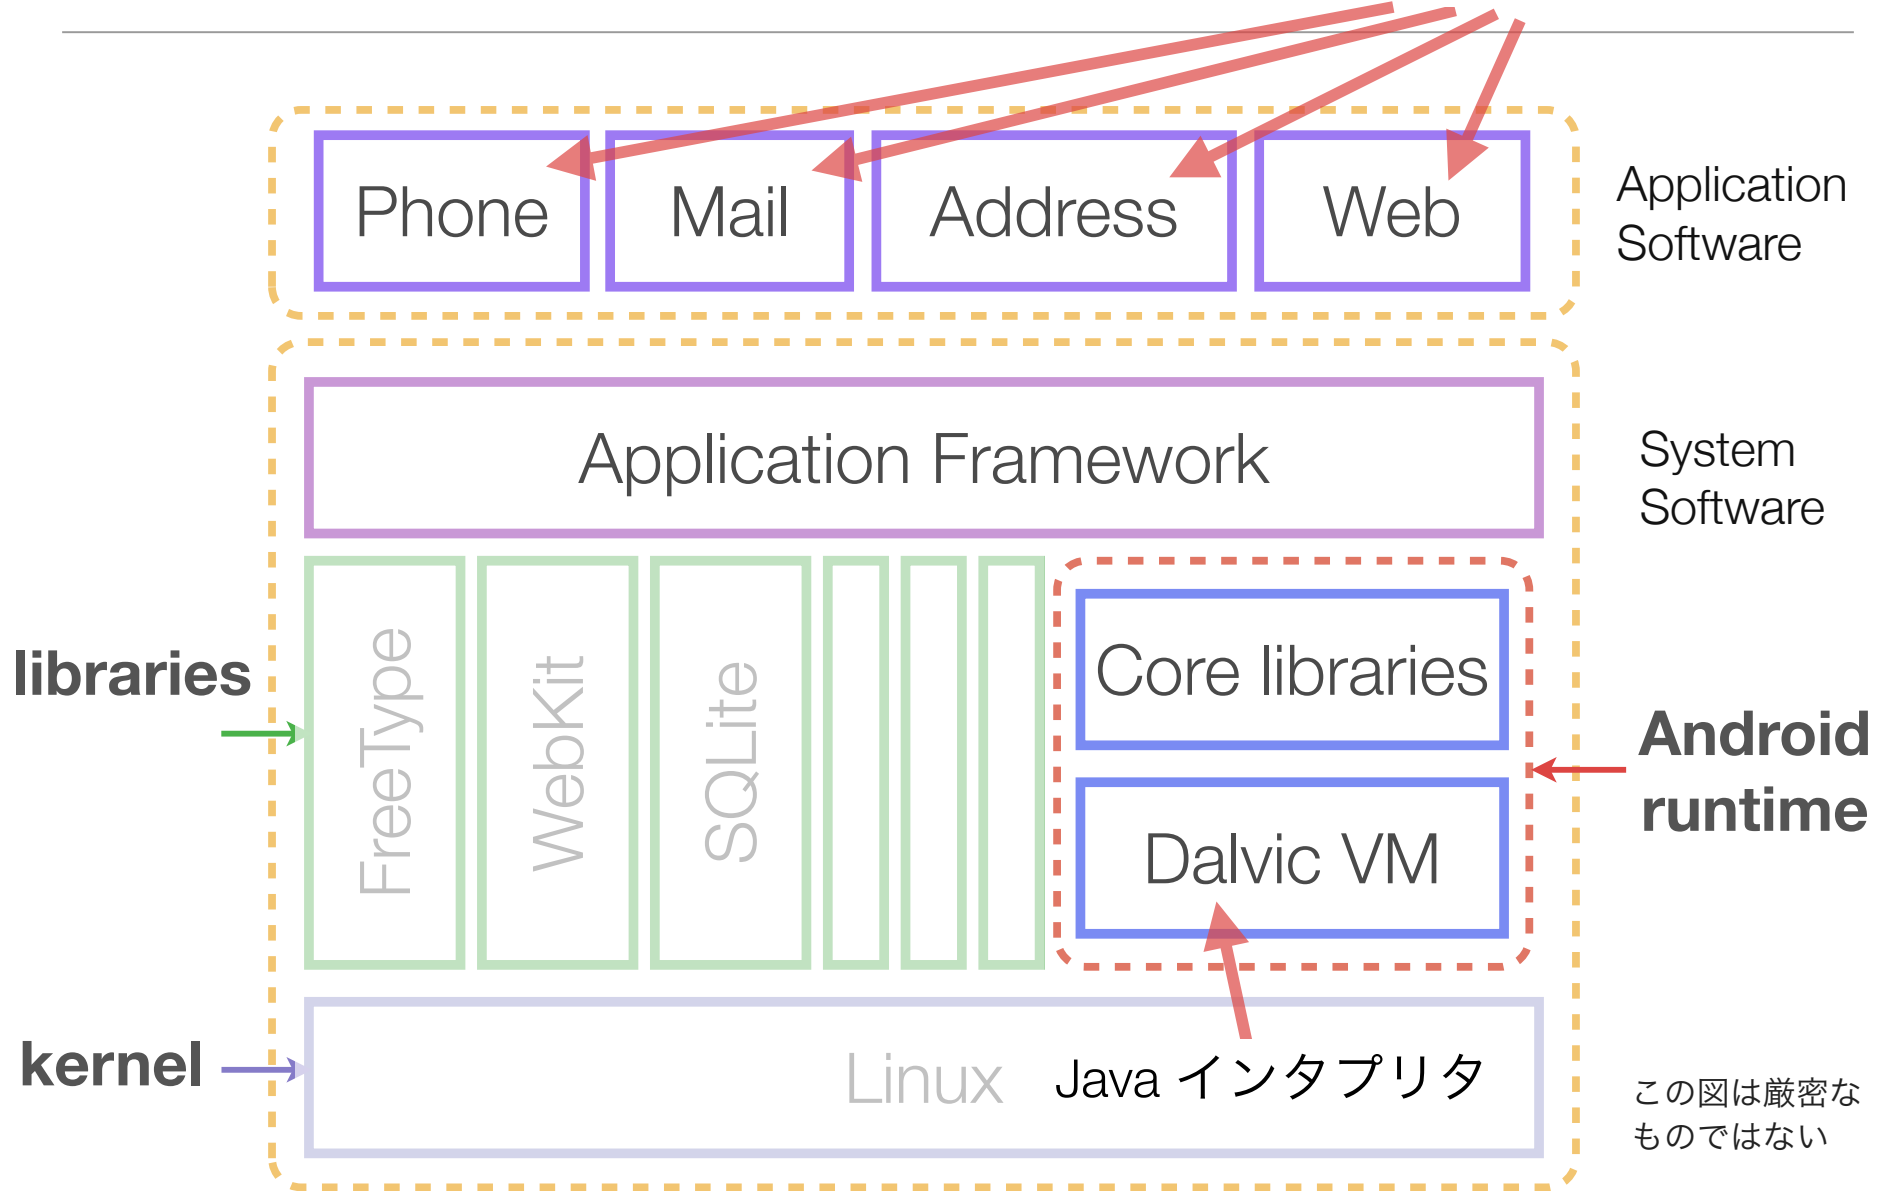 Phone
Mail
Address
Web
Application
Software
Application Framework
System
Software
libraries
FreeType
WebKit
SQLite
Core libraries
Dalvic VM
Android
runtime
kernel
Linux
Java インタプリタ
この図は厳密な
ものではない